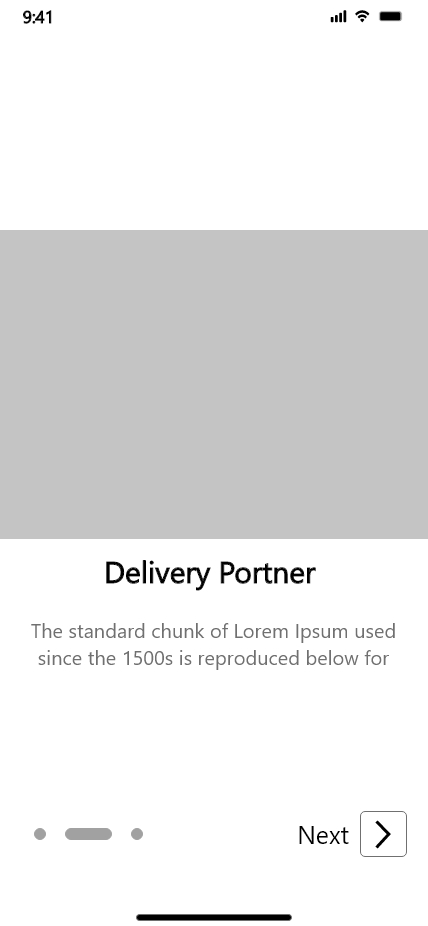 9:41
Delivery Portner
The standard chunk of Lorem Ipsum used
since the 1500s is reproduced below for
Next